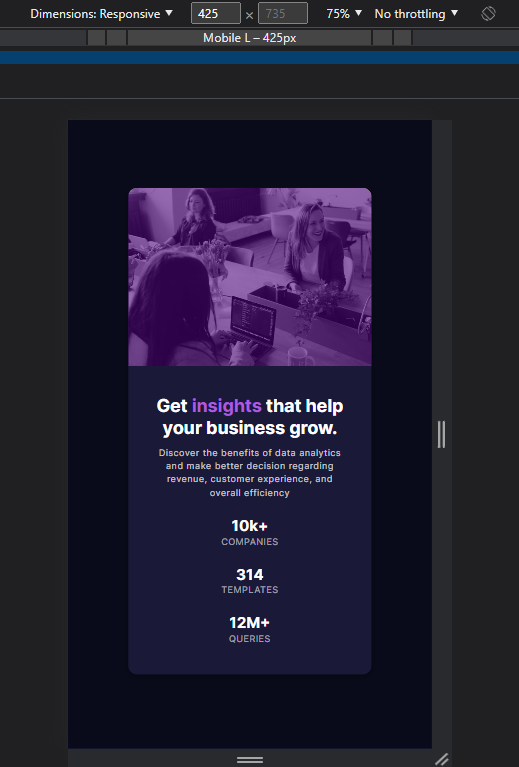 Dimensions: Responsive ▼ 425 × 735 75% ▼ No throttling ▼
Mobile L – 425px
Get insights that help
your business grow.
Discover the benefits of data analytics
and make better decision regarding
revenue, customer experience, and
overall efficiency
10k+
COMPANIES
314
TEMPLATES
12M+
QUERIES